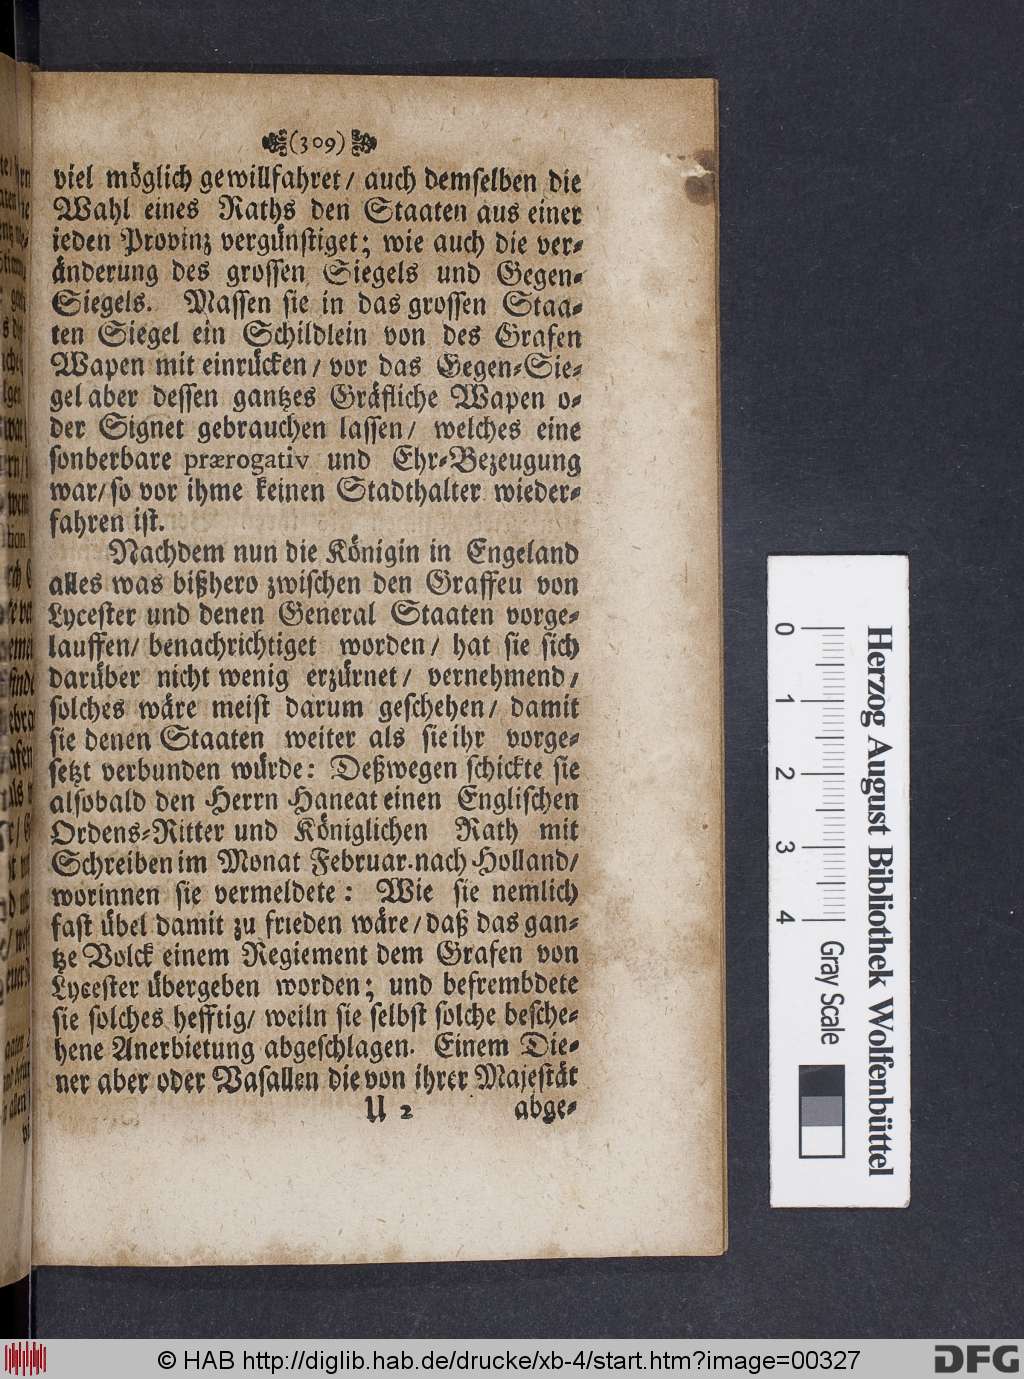 (309)
viel möglich gewillfahret/ auch demselben die
Wahl eines Raths den Staaten aus einer
jeden Provinz vergünstiget; wie auch die ver-
änderung des grossen Siegels und Gegen-
Siegels. Massen sie in das grossen Staa-
ten Siegel ein Schildlein von des Grafen
Wapen mit einrücken/ vor das Gegen-Sie-
gel aber dessen gantzes Gräfliche Wapen o-
der Signet gebrauchen lassen/ welches eine
sonberbare prærogativ und Ehr-Bezeugung
war/ so vor ihme keinen Stadthalter wieder-
fahren ist.
Nachdem nun die Königin in Engeland
alles was bißhero zwischen den Graffeu von
Lycester und denen General Staaten vorge-
lauffen/ benachrichtiget worden/ hat sie sich
darüber nicht wenig erzürnet/ vernehmend/
solches wäre meist darum geschehen/ damit
sie denen Staaten weiter als sie ihr vorge-
setzt verbunden würde: Deßwegen schickte sie
alsobald den Herrn Haneat einen Englischen
Ordens-Ritter und Königlichen Rath mit
Schreiben im Monat Februar. nach Holland/
worinnen sie vermeldete: Wie sie nemlich
fast übel damit zu frieden wäre/ daß das gan-
tze Volck einem Regiement dem Grafen von
Lycester übergeben worden; und befrembdete
sie solches hefftig/ weiln sie selbst solche besche-
hene Anerbietung abgeschlagen. Einem Die-
ner aber oder Vasallen die von ihrer Majestät
U 2 abge-
0 1 2 3 4
Gray Scale
Herzog August Bibliothek Wolfenbüttel
© HAB http://diglib.hab.de/drucke/xb-4/start.htm?image=00327
DFG